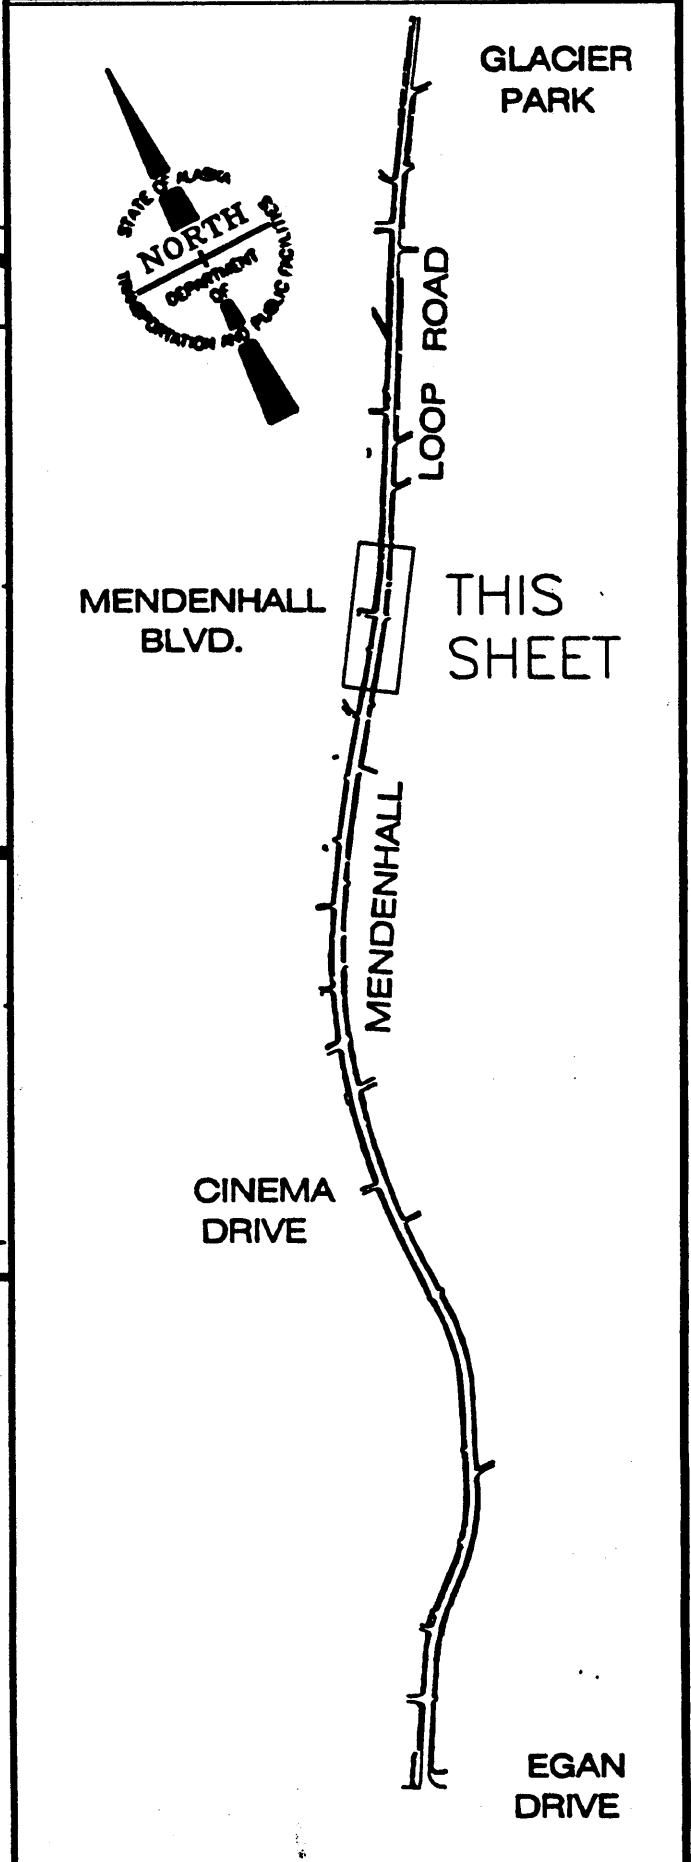 GLACIER
PARK
STATE OF ALASKA
NORTH
DEPARTMENT
OF
TRANSPORTATION AND PUBLIC FACILITIES
LOOP ROAD
MENDENHALL
BLVD.
THIS
SHEET
MENDENHALL
CINEMA
DRIVE
EGAN
DRIVE